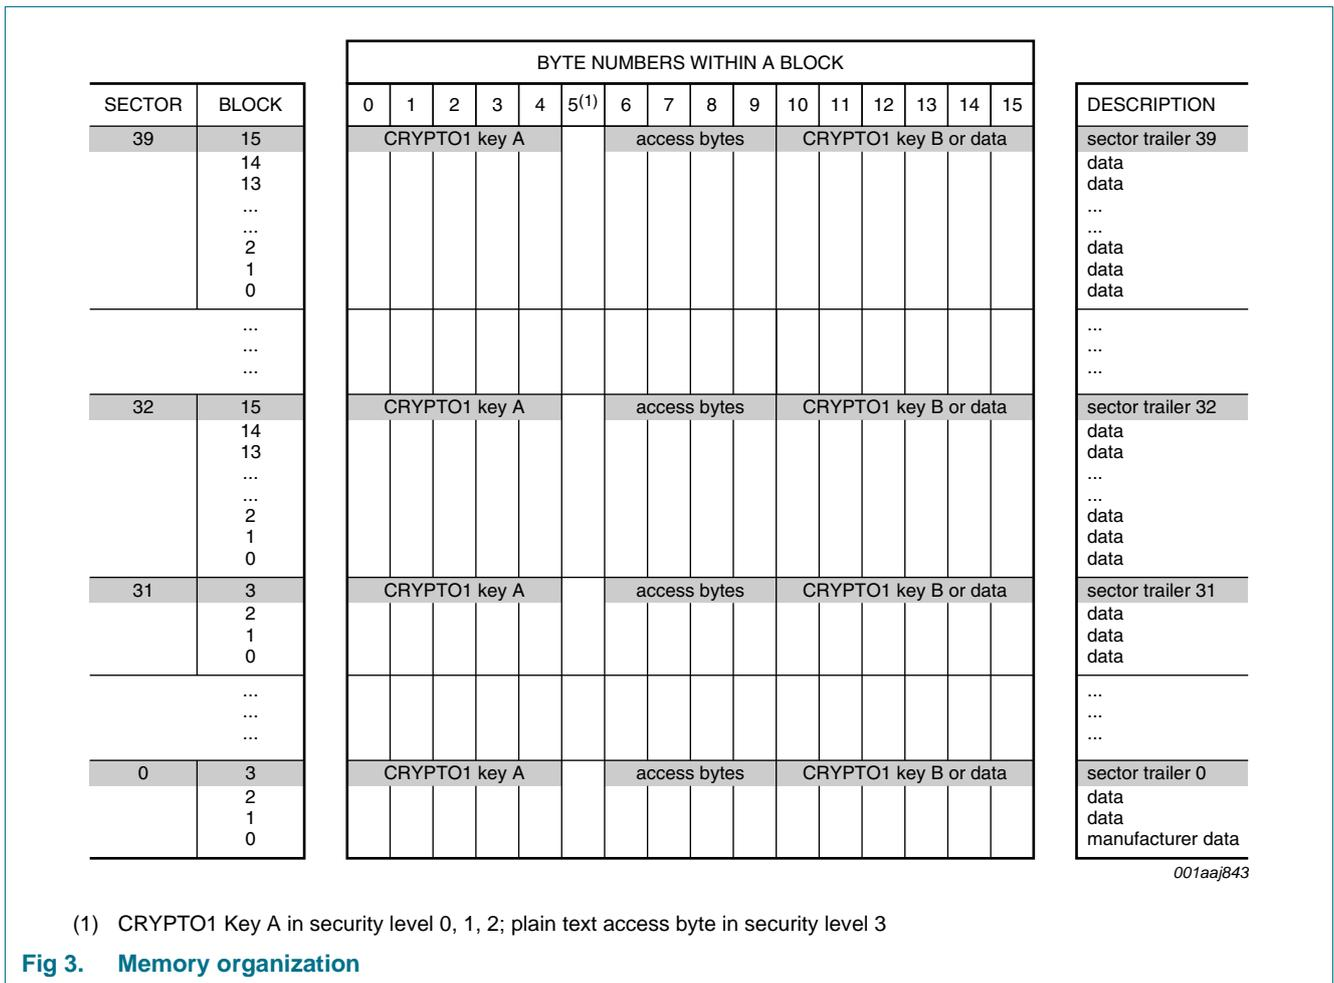 BYTE NUMBERS WITHIN A BLOCK
SECTOR BLOCK 0 1 2 3 4 5(1) 6 7 8 9 10 11 12 13 14 15 DESCRIPTION
39 15 CRYPTO1 key A access bytes CRYPTO1 key B or data sector trailer 39
14 data
13 data
... ...
... ...
2 data
1 data
0 data
... ...
... ...
... ...
32 15 CRYPTO1 key A access bytes CRYPTO1 key B or data sector trailer 32
14 data
13 data
... ...
... ...
2 data
1 data
0 data
31 3 CRYPTO1 key A access bytes CRYPTO1 key B or data sector trailer 31
2 data
1 data
0 data
... ...
... ...
... ...
0 3 CRYPTO1 key A access bytes CRYPTO1 key B or data sector trailer 0
2 data
1 data
0 manufacturer data
001aaj843
(1) CRYPTO1 Key A in security level 0, 1, 2; plain text access byte in security level 3
Fig 3. Memory organization